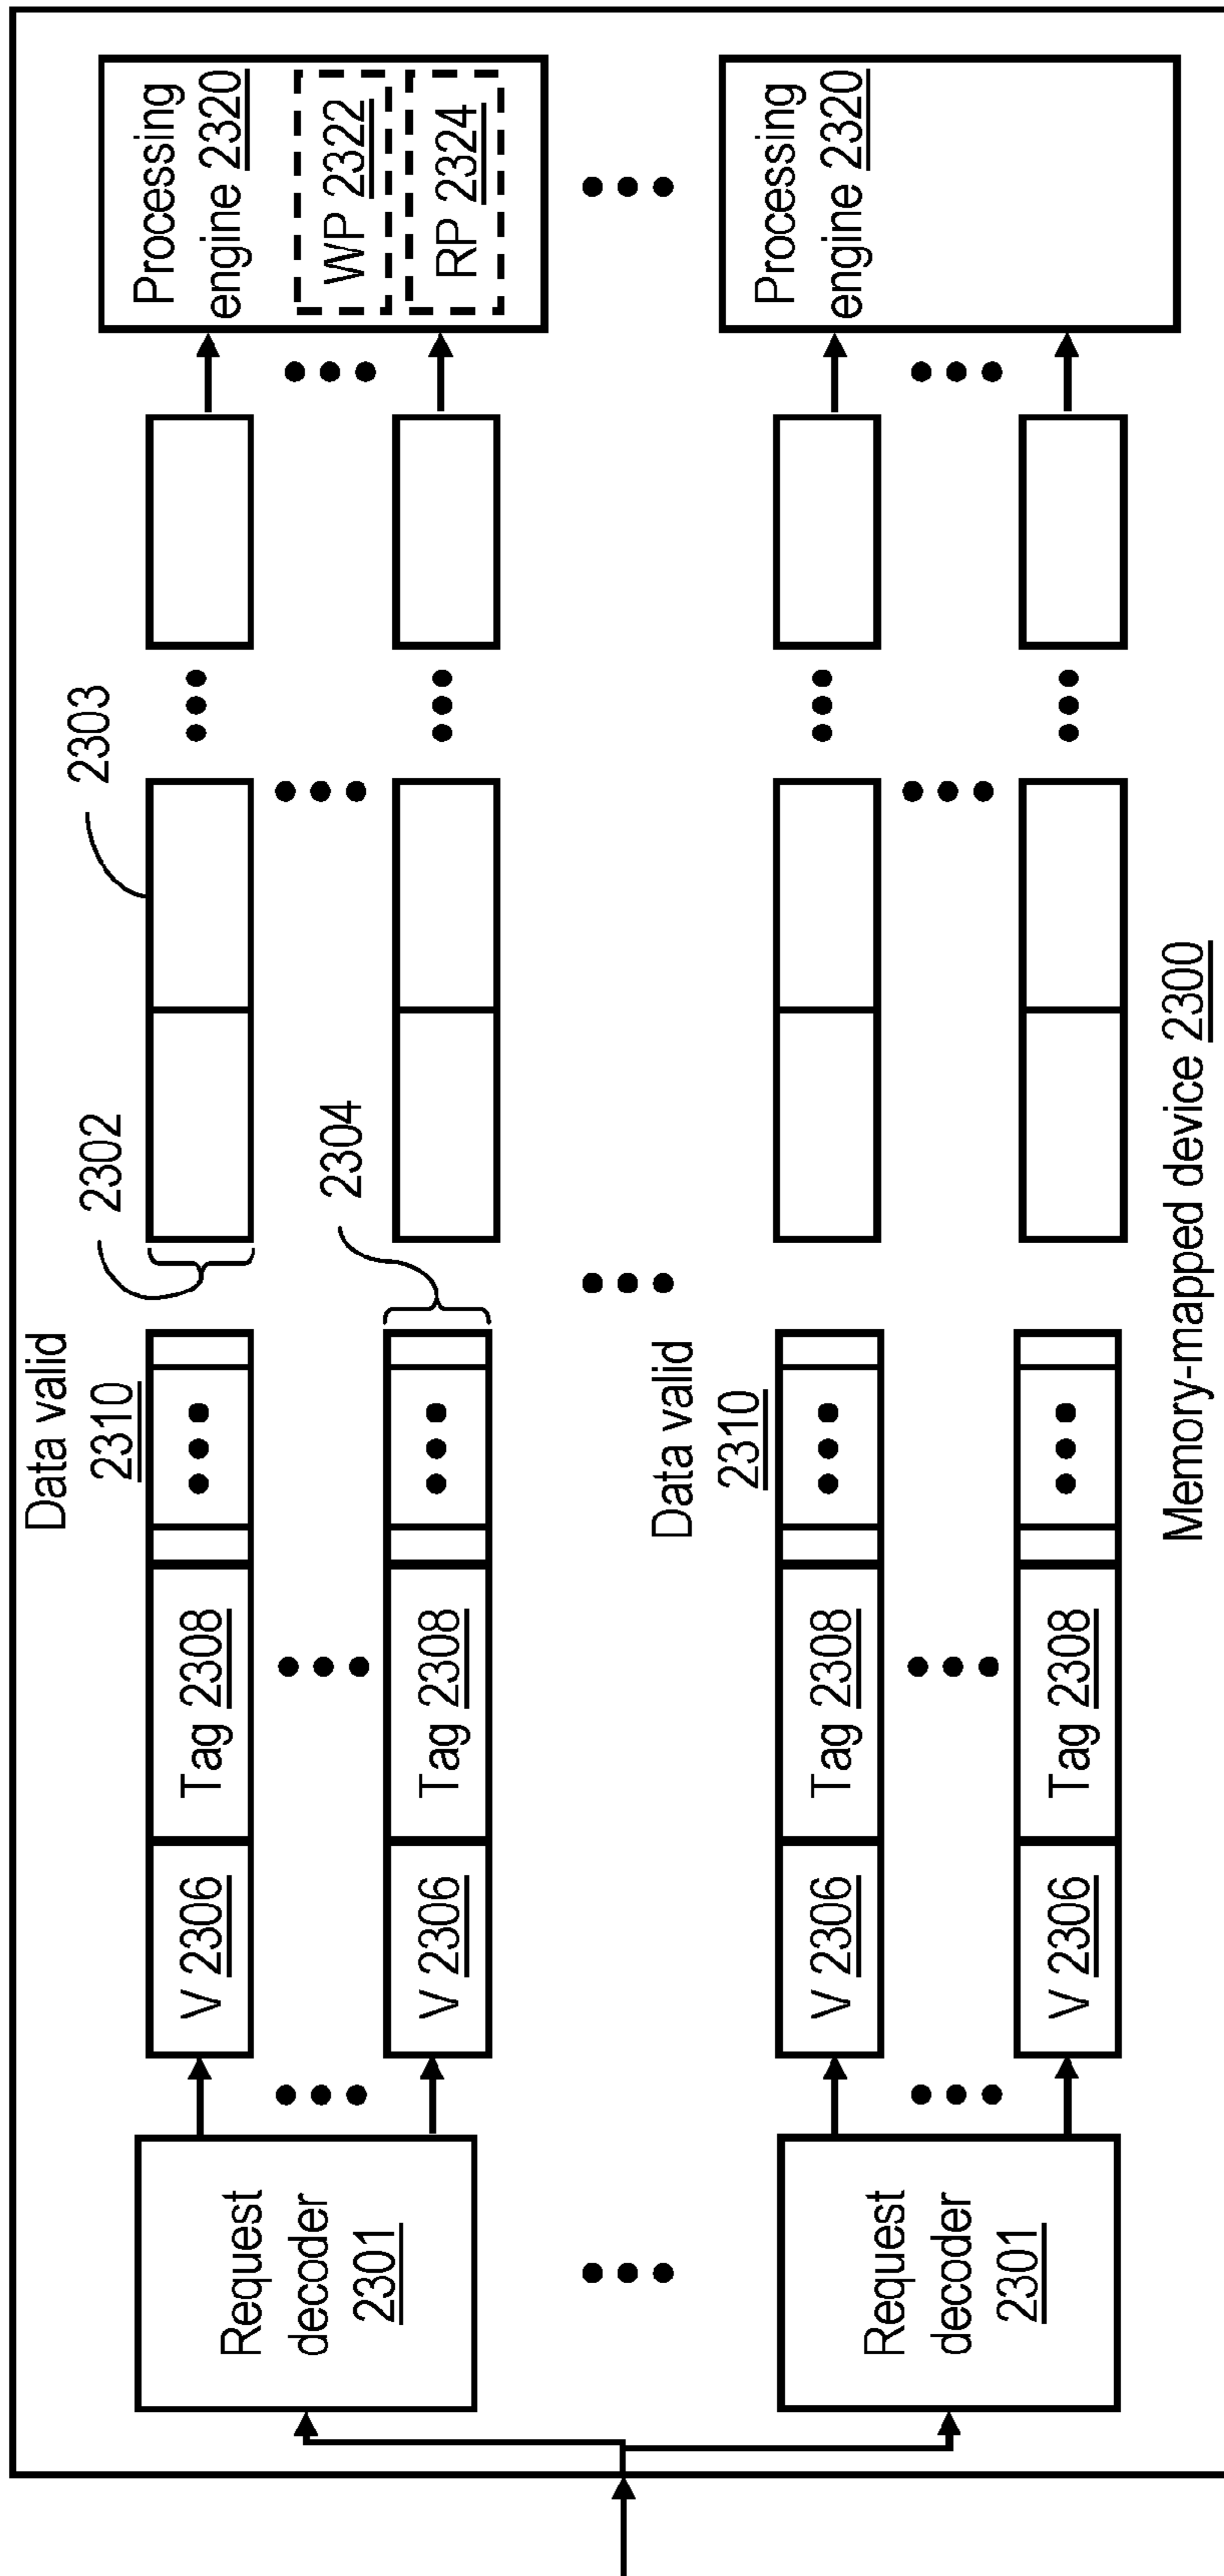 Request
decoder
2301
V 2306
Tag 2308
Data valid
2310
2302
2303
Processing
engine 2320
WP 2322
RP 2324
V 2306
Tag 2308
2304
Request
decoder
2301
V 2306
Tag 2308
Data valid
2310
Processing
engine 2320
V 2306
Tag 2308
Memory-mapped device 2300